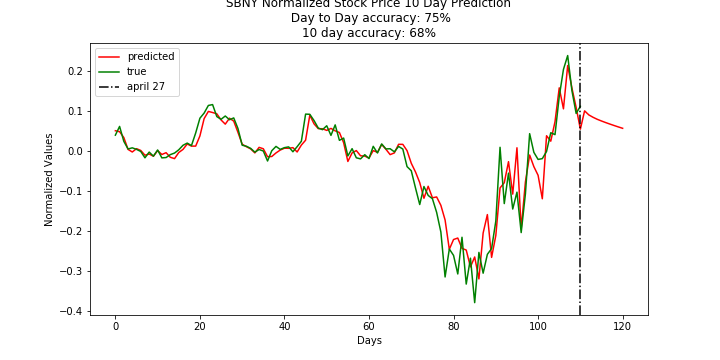 SBNY Normalized Stock Price 10 Day Prediction
Day to Day accuracy: 75%
10 day accuracy: 68%
predicted
true
april 27
Normalized Values
0.2
0.1
0.0
−0.1
−0.2
−0.3
−0.4
0 20 40 60 80 100 120
Days